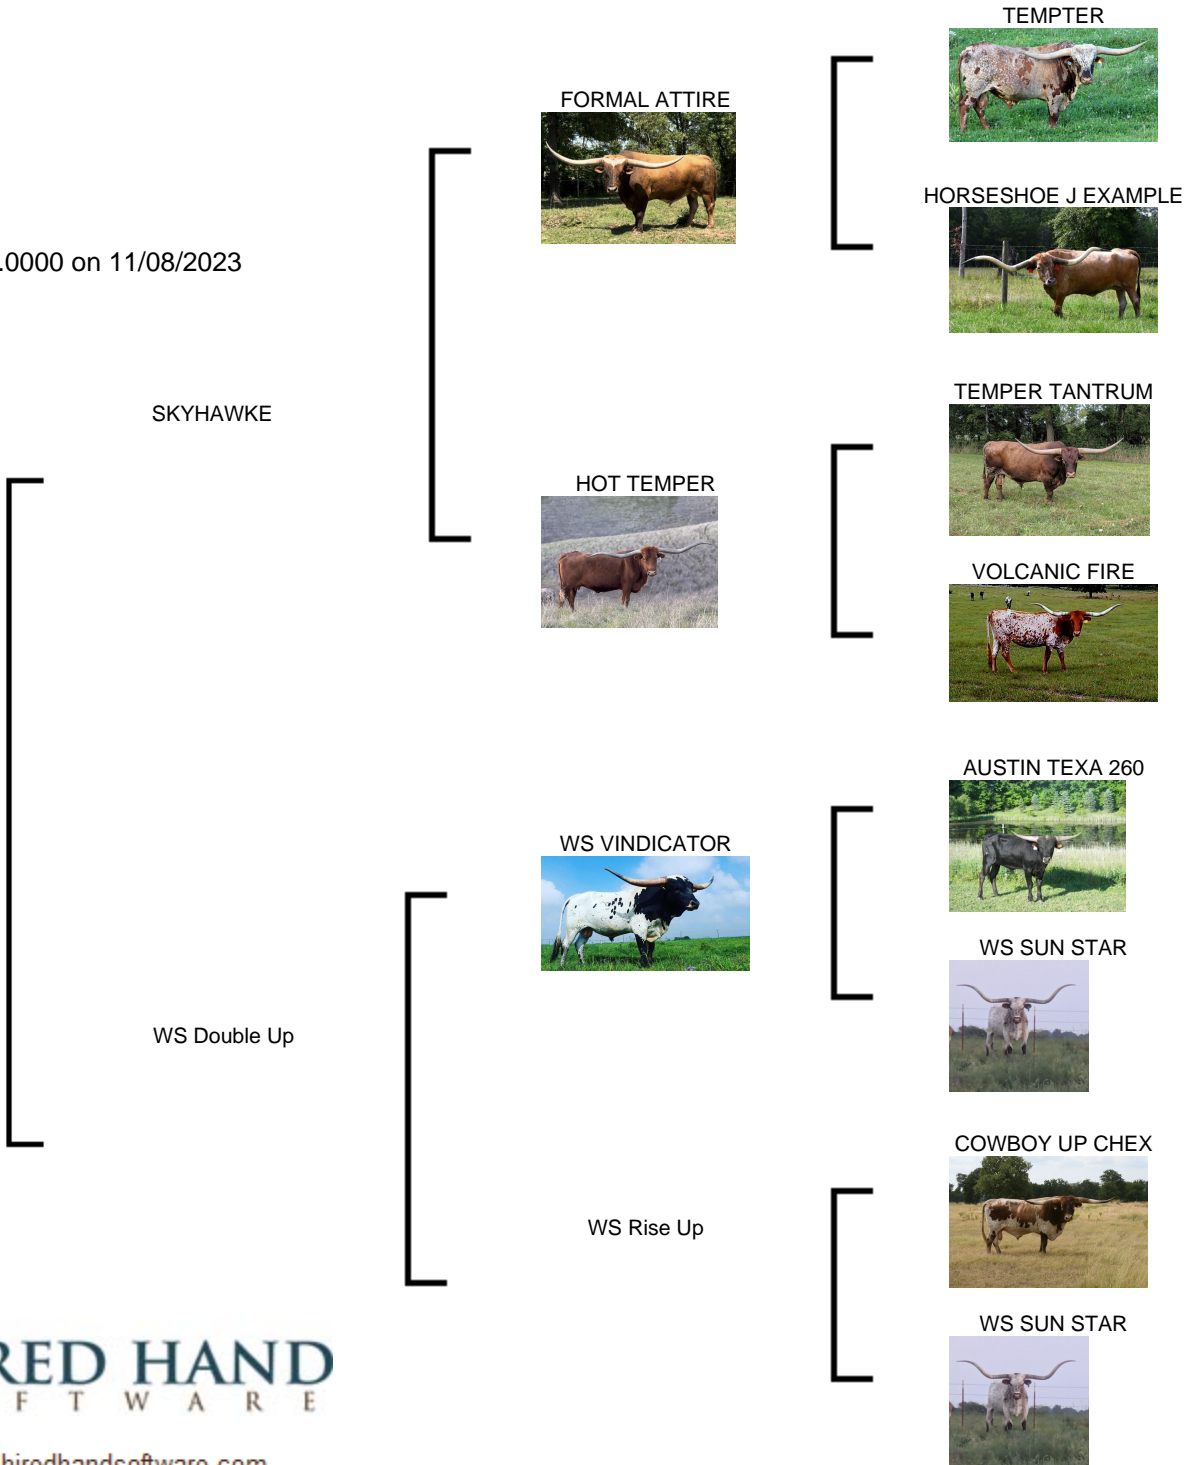 TEMPTER
FORMAL ATTIRE
HORSESHOE J EXAMPLE
.0000 on 11/08/2023
SKYHAWKE
TEMPER TANTRUM
HOT TEMPER
VOLCANIC FIRE
AUSTIN TEXA 260
WS VINDICATOR
WS SUN STAR
WS Double Up
COWBOY UP CHEX
WS Rise Up
WS SUN STAR
RED HAND
F T W A R E
hiredhandsoftware.com